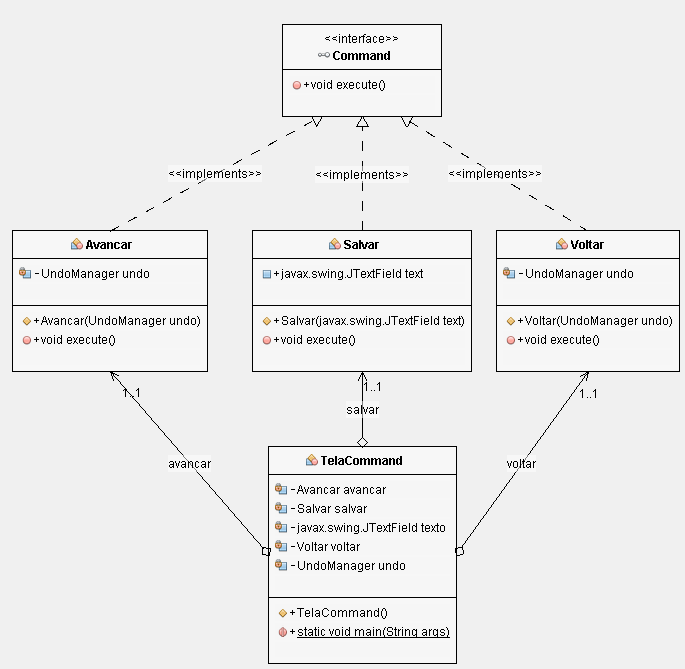 <<interface>>
Command
+void execute()
<<implements>>
<<implements>>
<<implements>>
Avancar
-UndoManager undo
+Avancar(UndoManager undo)
+void execute()
Salvar
+javax.swing.JTextField text
+Salvar(javax.swing.JTextField text)
+void execute()
Voltar
-UndoManager undo
+Voltar(UndoManager undo)
+void execute()
1..1
1..1
1..1
avancar
salvar
voltar
TelaCommand
-Avancar avancar
-Salvar salvar
-javax.swing.JTextField texto
-Voltar voltar
-UndoManager undo
+TelaCommand()
+static void main(String args)